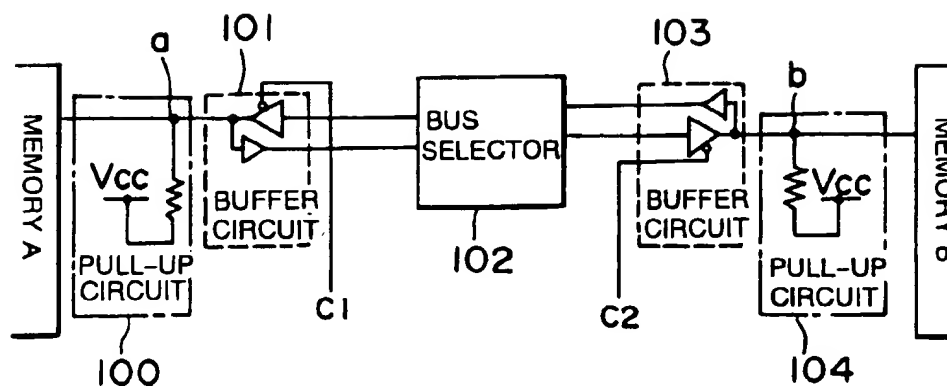 101
103
a
b
MEMORY A
BUS
SELECTOR
Vcc
Vcc
BUFFER
CIRCUIT
BUFFER
CIRCUIT
PULL-UP
CIRCUIT
PULL-UP
CIRCUIT
102
C1
C2
100
104
MEMORY B